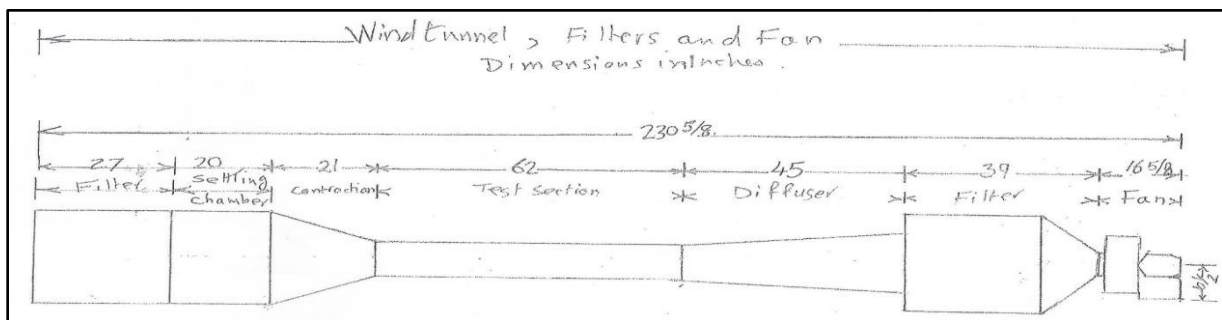 Wind tunnel, Filters and Fan
Dimensions in Inches.
230 5/8
27 20 21 62 45 39 16 5/8
Filter settling chamber contraction Test section Diffuser Filter Fan